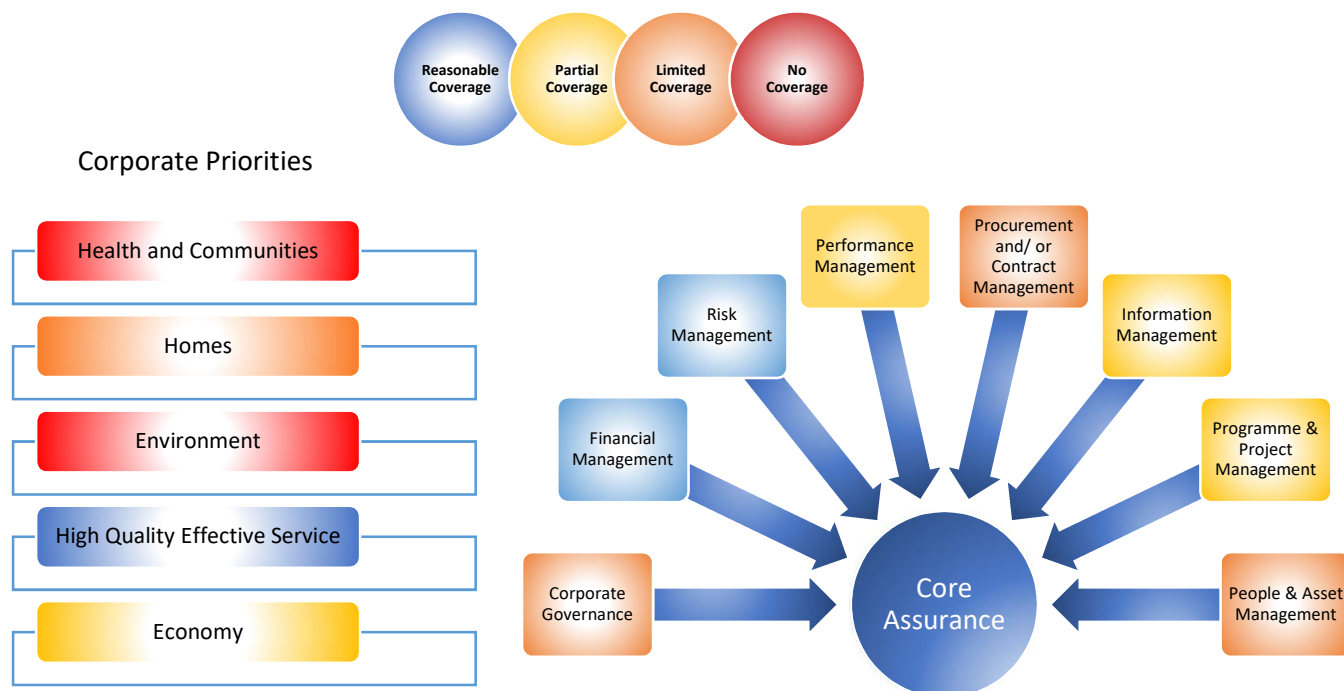 Reasonable
Coverage
Partial
Coverage
Limited
Coverage
No
Coverage
Corporate Priorities
Health and Communities
Homes
Environment
High Quality Effective Service
Economy
Corporate
Governance
Financial
Management
Risk
Management
Performance
Management
Procurement
and/ or
Contract
Management
Information
Management
Programme &
Project
Management
People & Asset
Management
Core
Assurance